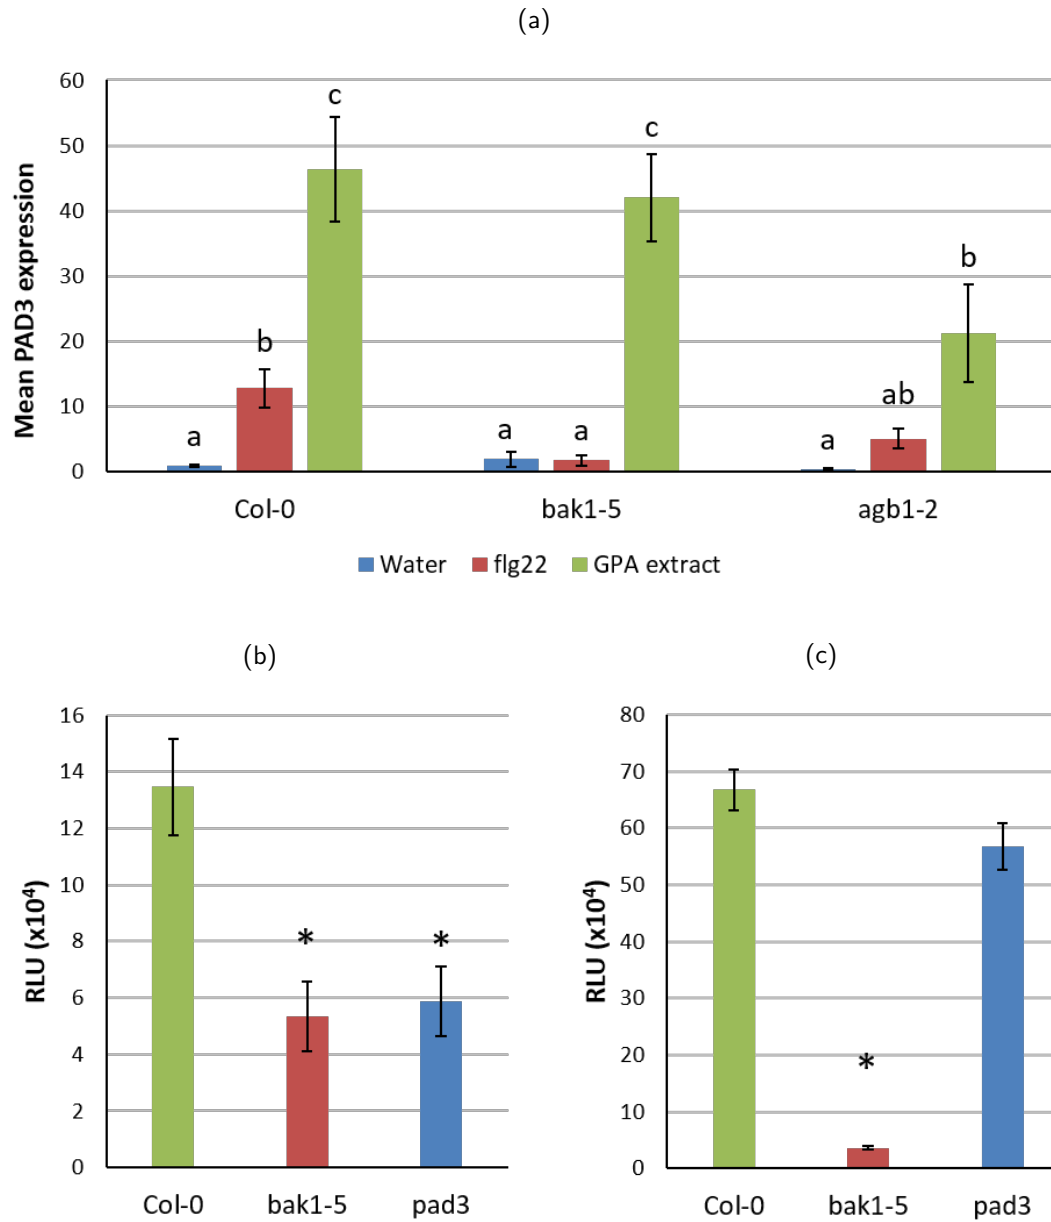 (a)
60
50
40
30
20
10
0
Mean PAD3 expression
a
b
c
a
a
c
a
ab
b
Col-0
bak1-5
agb1-2
Water
flg22
GPA extract
(b)
16
14
12
10
8
6
4
2
0
RLU (x10⁴)
*
*
Col-0
bak1-5
pad3
(c)
80
70
60
50
40
30
20
10
0
RLU (x10⁴)
*
Col-0
bak1-5
pad3